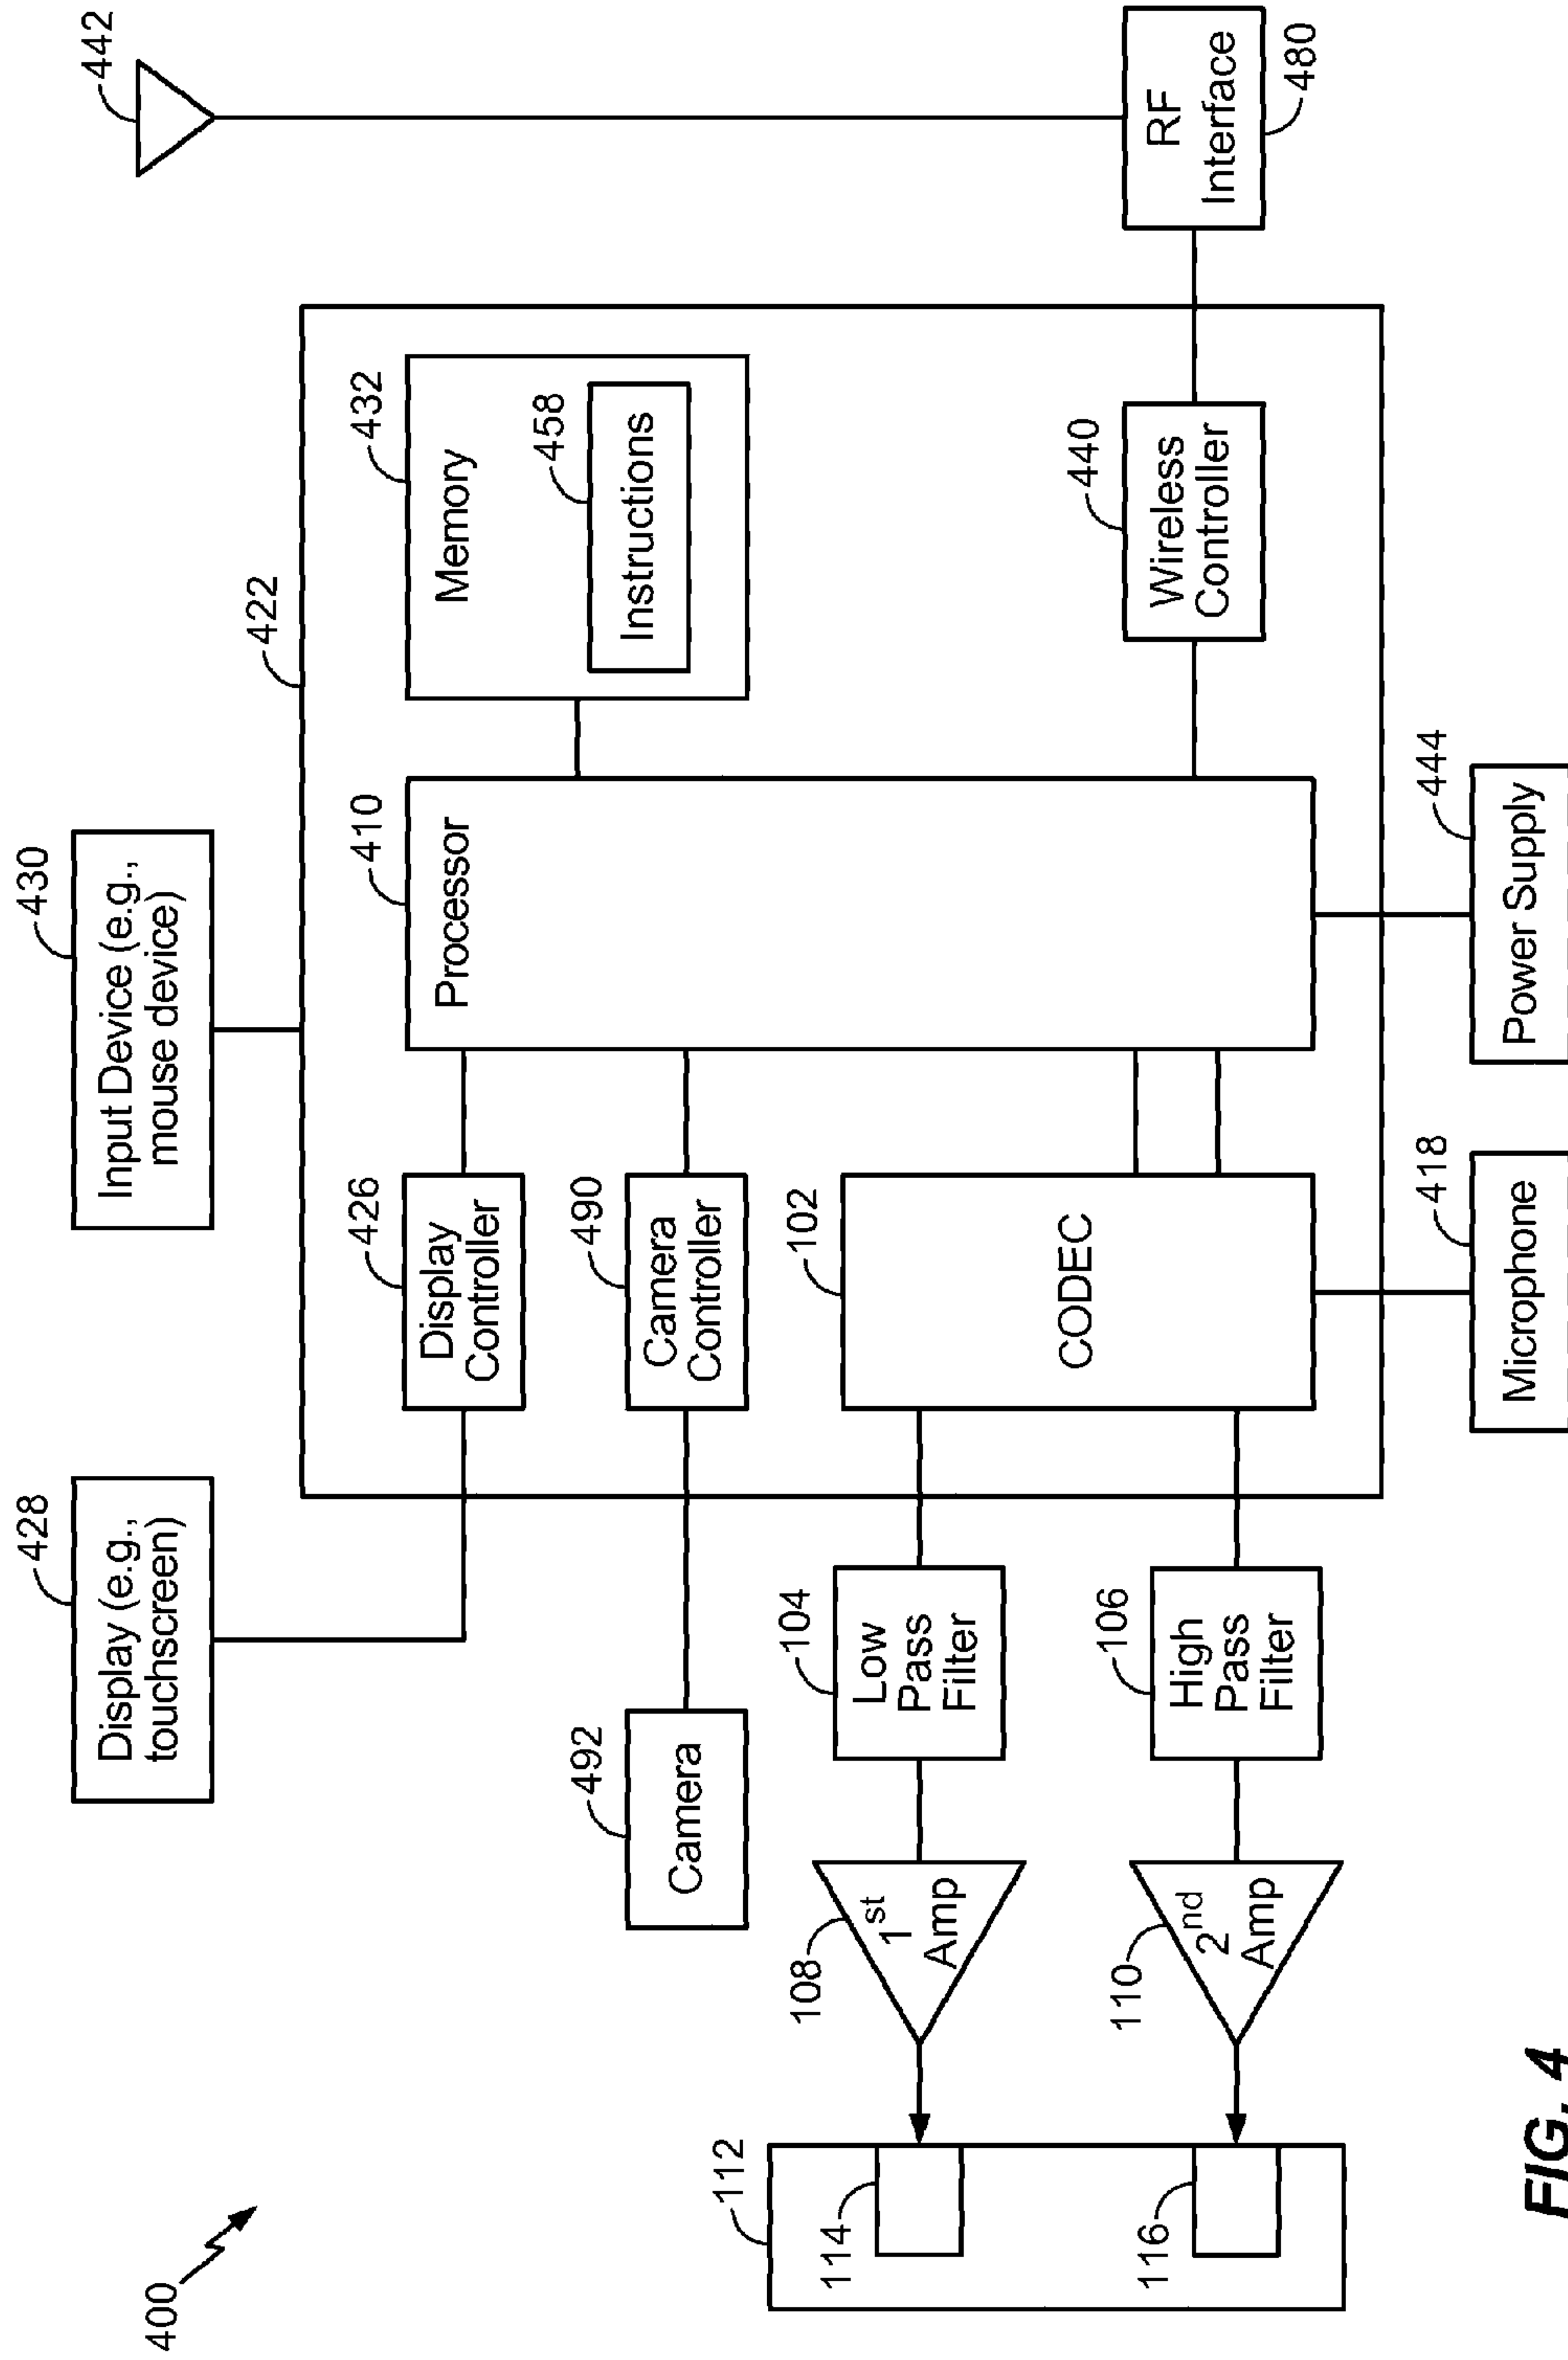 400
428
Display (e.g.,
touchscreen)
430
Input Device (e.g.,
mouse device)
442
422
426
Display
Controller
410
Processor
432
Memory
458
Instructions
492
Camera
490
Camera
Controller
112
114
108
1st
Amp
104
Low
Pass
Filter
102
CODEC
440
Wireless
Controller
RF
Interface
480
116
110
2nd
Amp
106
High
Pass
Filter
418
Microphone
444
Power Supply
FIG. 4